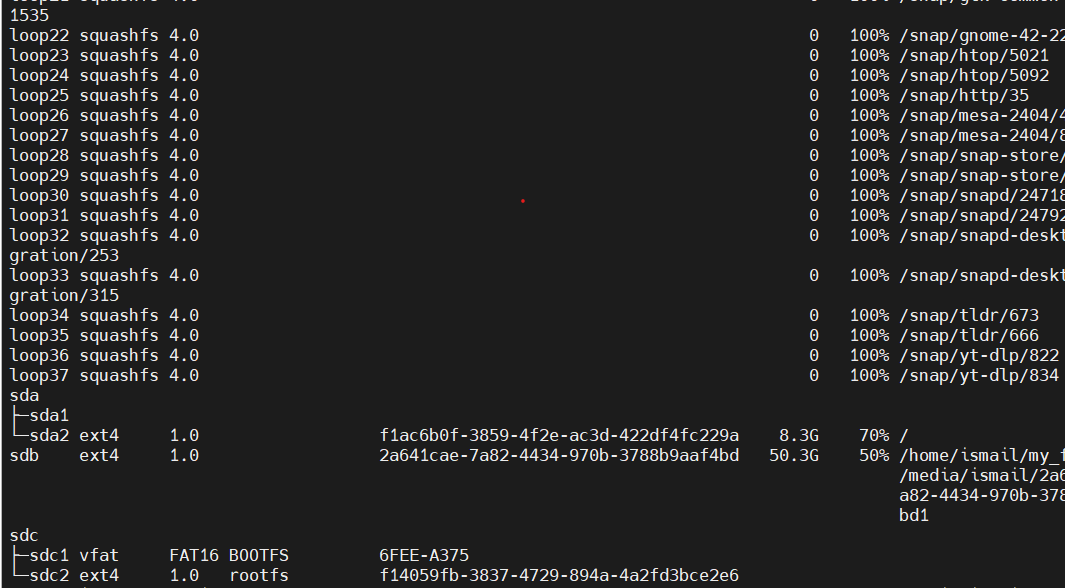 1535
loop22 squashfs 4.0 0 100% /snap/gnome-42-22
loop23 squashfs 4.0 0 100% /snap/htop/5021
loop24 squashfs 4.0 0 100% /snap/htop/5092
loop25 squashfs 4.0 0 100% /snap/http/35
loop26 squashfs 4.0 0 100% /snap/mesa-2404/4
loop27 squashfs 4.0 0 100% /snap/mesa-2404/8
loop28 squashfs 4.0 0 100% /snap/snap-store/
loop29 squashfs 4.0 0 100% /snap/snap-store/
loop30 squashfs 4.0 0 100% /snap/snapd/24718
loop31 squashfs 4.0 0 100% /snap/snapd/24792
loop32 squashfs 4.0 0 100% /snap/snapd-deskt
gration/253
loop33 squashfs 4.0 0 100% /snap/snapd-deskt
gration/315
loop34 squashfs 4.0 0 100% /snap/tldr/673
loop35 squashfs 4.0 0 100% /snap/tldr/666
loop36 squashfs 4.0 0 100% /snap/yt-dlp/822
loop37 squashfs 4.0 0 100% /snap/yt-dlp/834
sda
├─sda1
└─sda2 ext4 1.0 f1ac6b0f-3859-4f2e-ac3d-422df4fc229a 8.3G 70% /
sdb ext4 1.0 2a641cae-7a82-4434-970b-3788b9aaf4bd 50.3G 50% /home/ismail/my_f
/media/ismail/2a6
a82-4434-970b-378
bd1
sdc
├─sdc1 vfat FAT16 BOOTFS 6FEE-A375
└─sdc2 ext4 1.0 rootfs f14059fb-3837-4729-894a-4a2fd3bce2e6